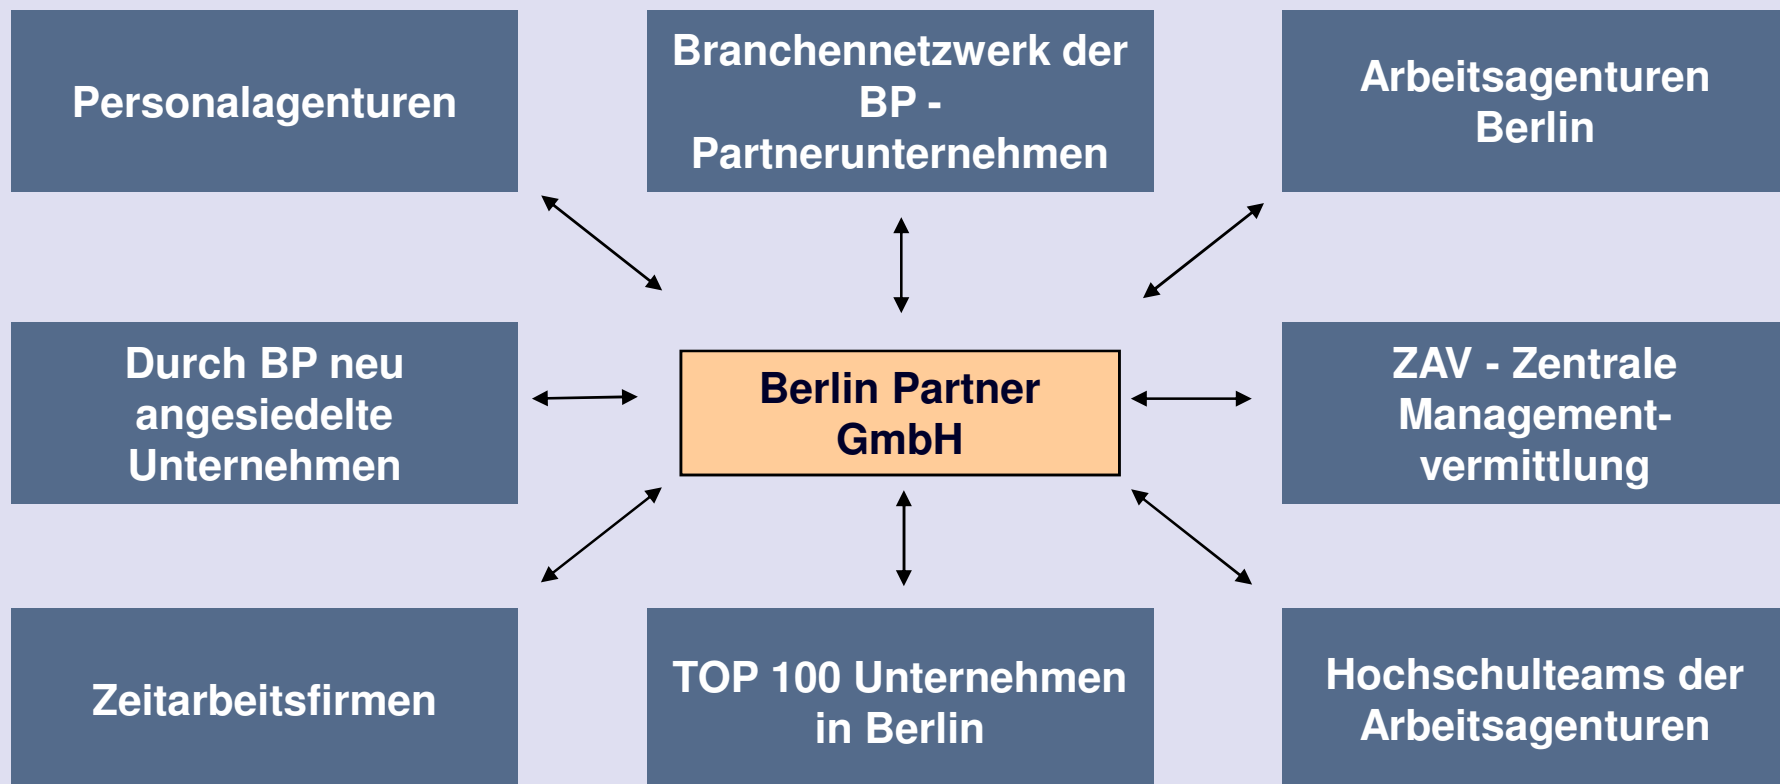 Personalagenturen
Branchennetzwerk der
BP -
Partnerunternehmen
Arbeitsagenturen
Berlin
Durch BP neu
angesiedelte
Unternehmen
Berlin Partner
GmbH
ZAV - Zentrale
Management-
vermittlung
Zeitarbeitsfirmen
TOP 100 Unternehmen
in Berlin
Hochschulteams der
Arbeitsagenturen